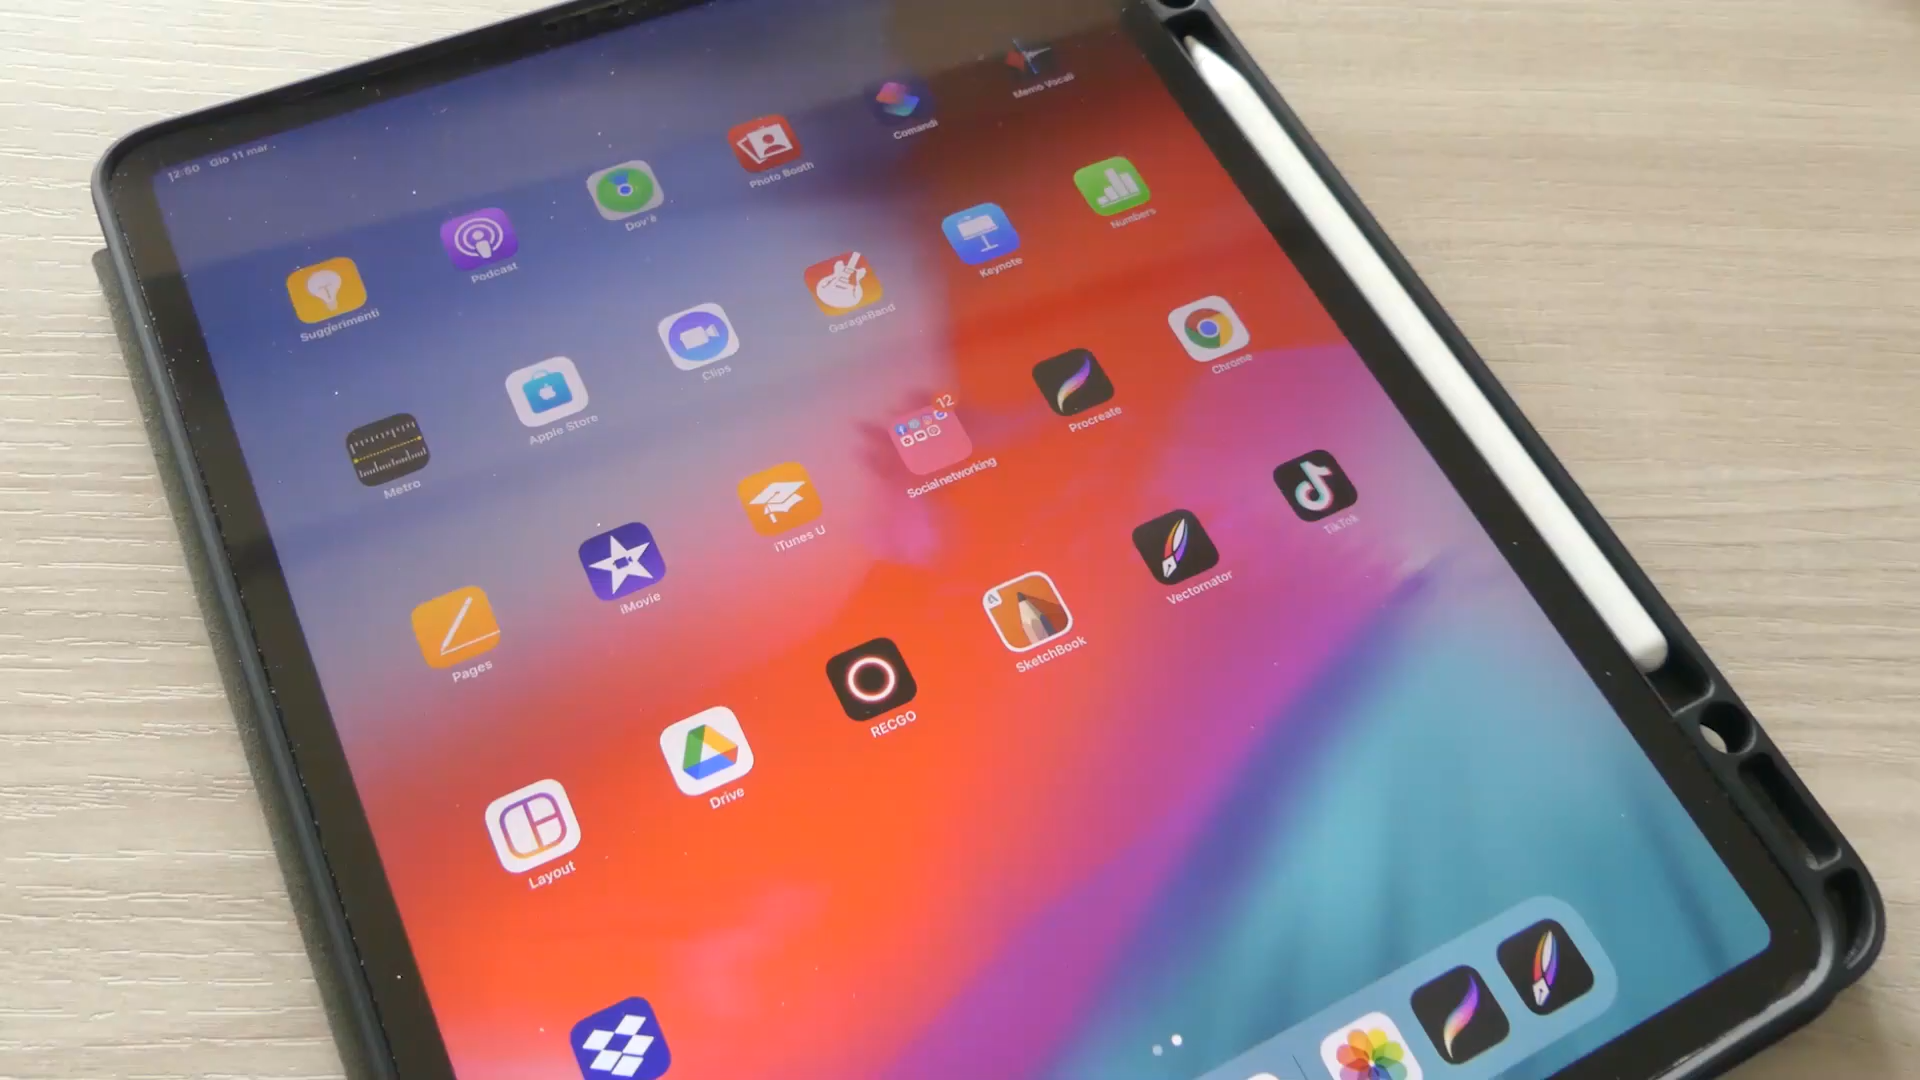 12:50 Gio 11 mar
Suggerimenti
Podcast
Dov'è
Photo Booth
Comandi
Memo Vocali
Metro
Apple Store
Clips
GarageBand
Keynote
Numbers
Pages
iMovie
iTunes U
12
Social networking
Procreate
Chrome
Layout
Drive
RECGO
SketchBook
Vectornator
TikTok